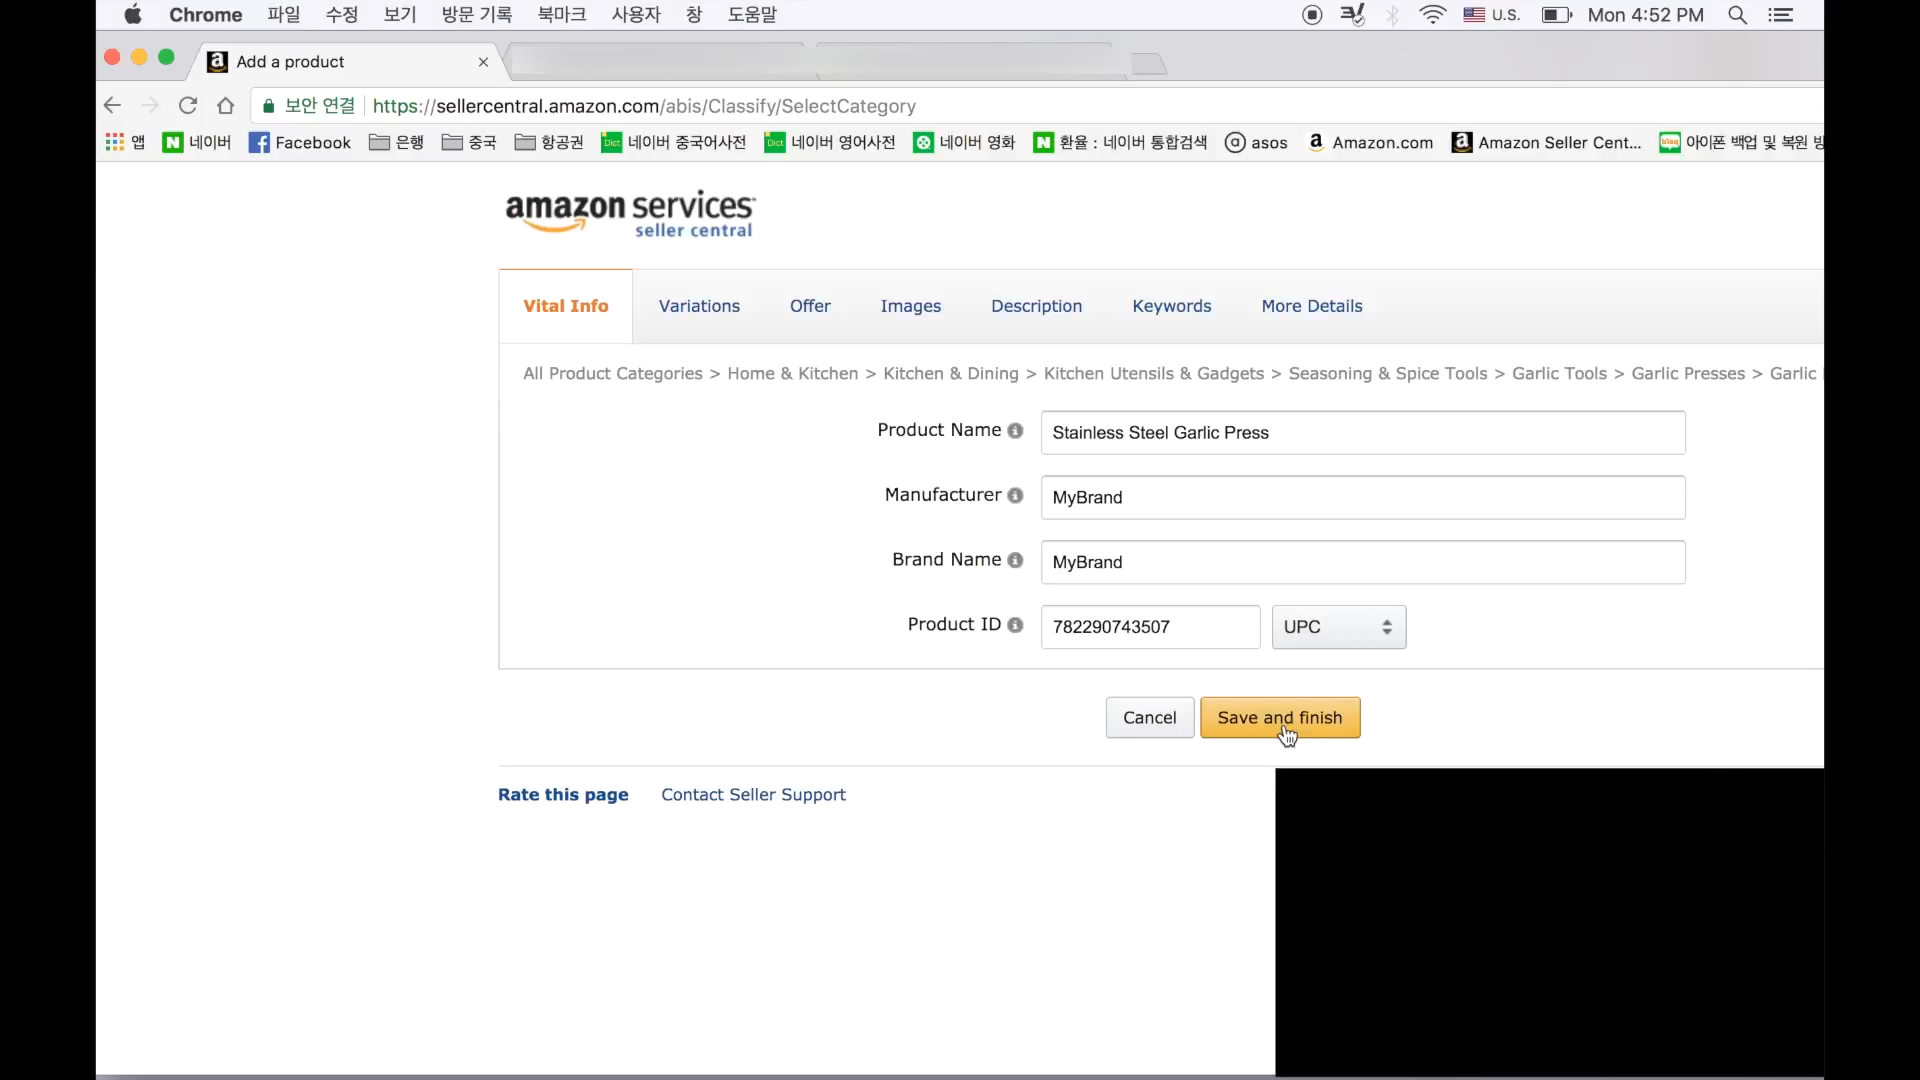 Chrome 파일 수정 보기 방문 기록 북마크 사용자 창 도움말 U.S. Mon 4:52 PM
Add a product
보안 연결 https://sellercentral.amazon.com/abis/Classify/SelectCategory
앱 네이버 Facebook 은행 중국 항공권 Dict 네이버 중국어사전 Dict 네이버 영어사전 네이버 영화 N 환율 : 네이버 통합검색 asos Amazon.com Amazon Seller Cent... blog 아이폰 백업 및 복원 방
amazon services
seller central
Vital Info Variations Offer Images Description Keywords More Details
All Product Categories > Home & Kitchen > Kitchen & Dining > Kitchen Utensils & Gadgets > Seasoning & Spice Tools > Garlic Tools > Garlic Presses > Garlic
Product Name Stainless Steel Garlic Press
Manufacturer MyBrand
Brand Name MyBrand
Product ID 782290743507 UPC
Cancel Save and finish
Rate this page Contact Seller Support